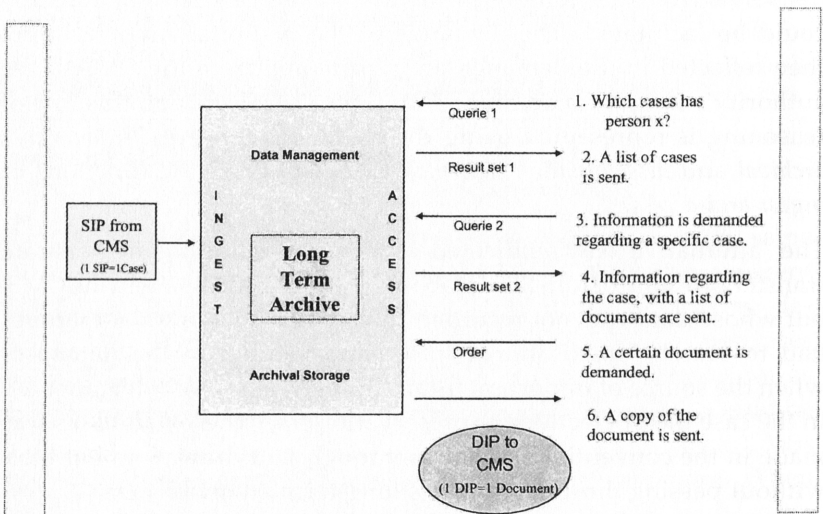 SIP from
CMS
(1 SIP=1Case)
INGEST
Data Management
Long
Term
Archive
Archival Storage
ACCESS
Querie 1
Result set 1
Querie 2
Result set 2
Order
1. Which cases has
person x?
2. A list of cases
is sent.
3. Information is demanded
regarding a specific case.
4. Information regarding
the case, with a list of
documents are sent.
5. A certain document is
demanded.
6. A copy of the
document is sent.
DIP to
CMS
(1 DIP=1 Document)